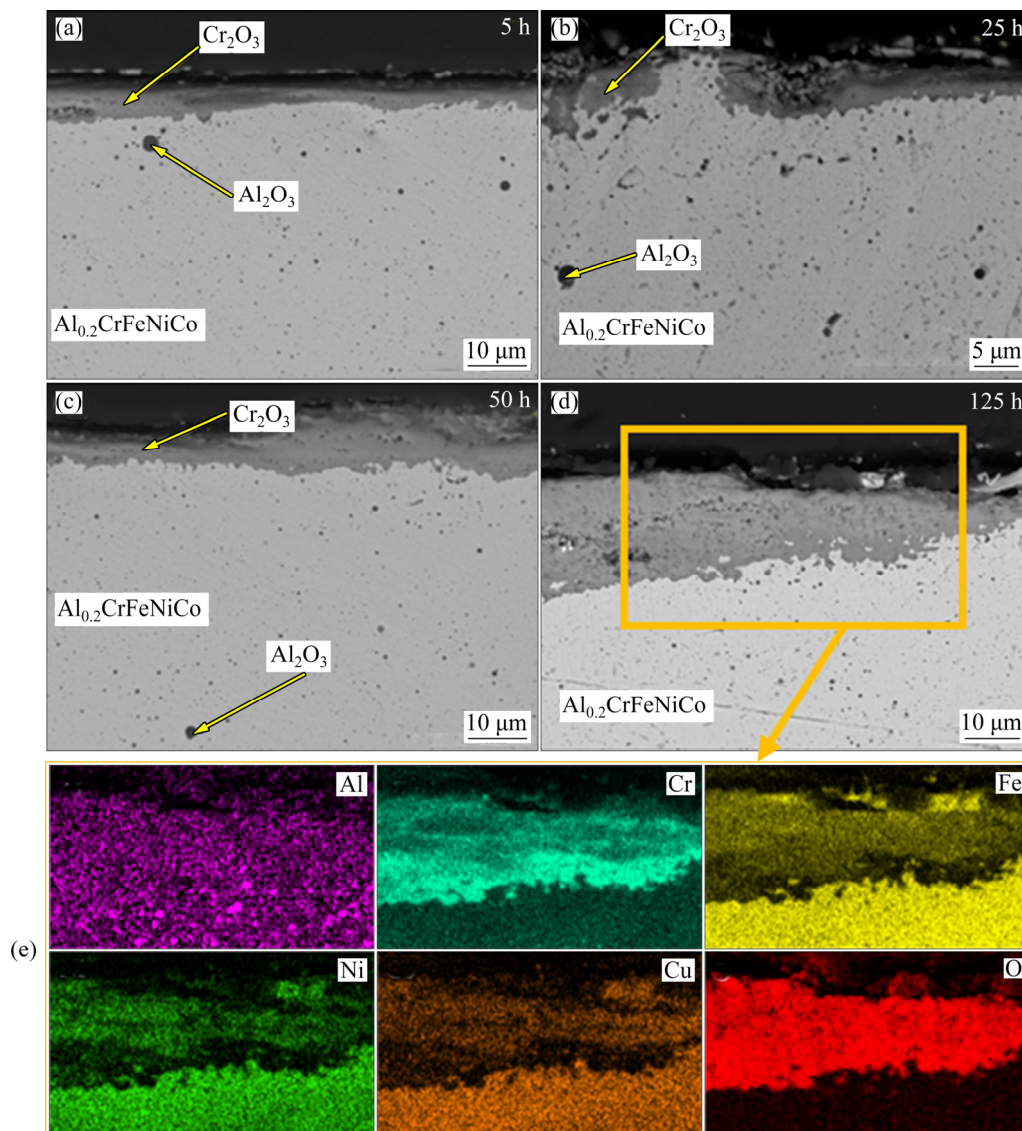 (a)
5 h
Cr₂O₃
Al₂O₃
Al₀.₂CrFeNiCo
10 μm
(b)
25 h
Cr₂O₃
Al₂O₃
Al₀.₂CrFeNiCo
5 μm
(c)
50 h
Cr₂O₃
Al₀.₂CrFeNiCo
Al₂O₃
10 μm
(d)
125 h
Al₀.₂CrFeNiCo
10 μm
(e)
Al
Cr
Fe
Ni
Cu
O